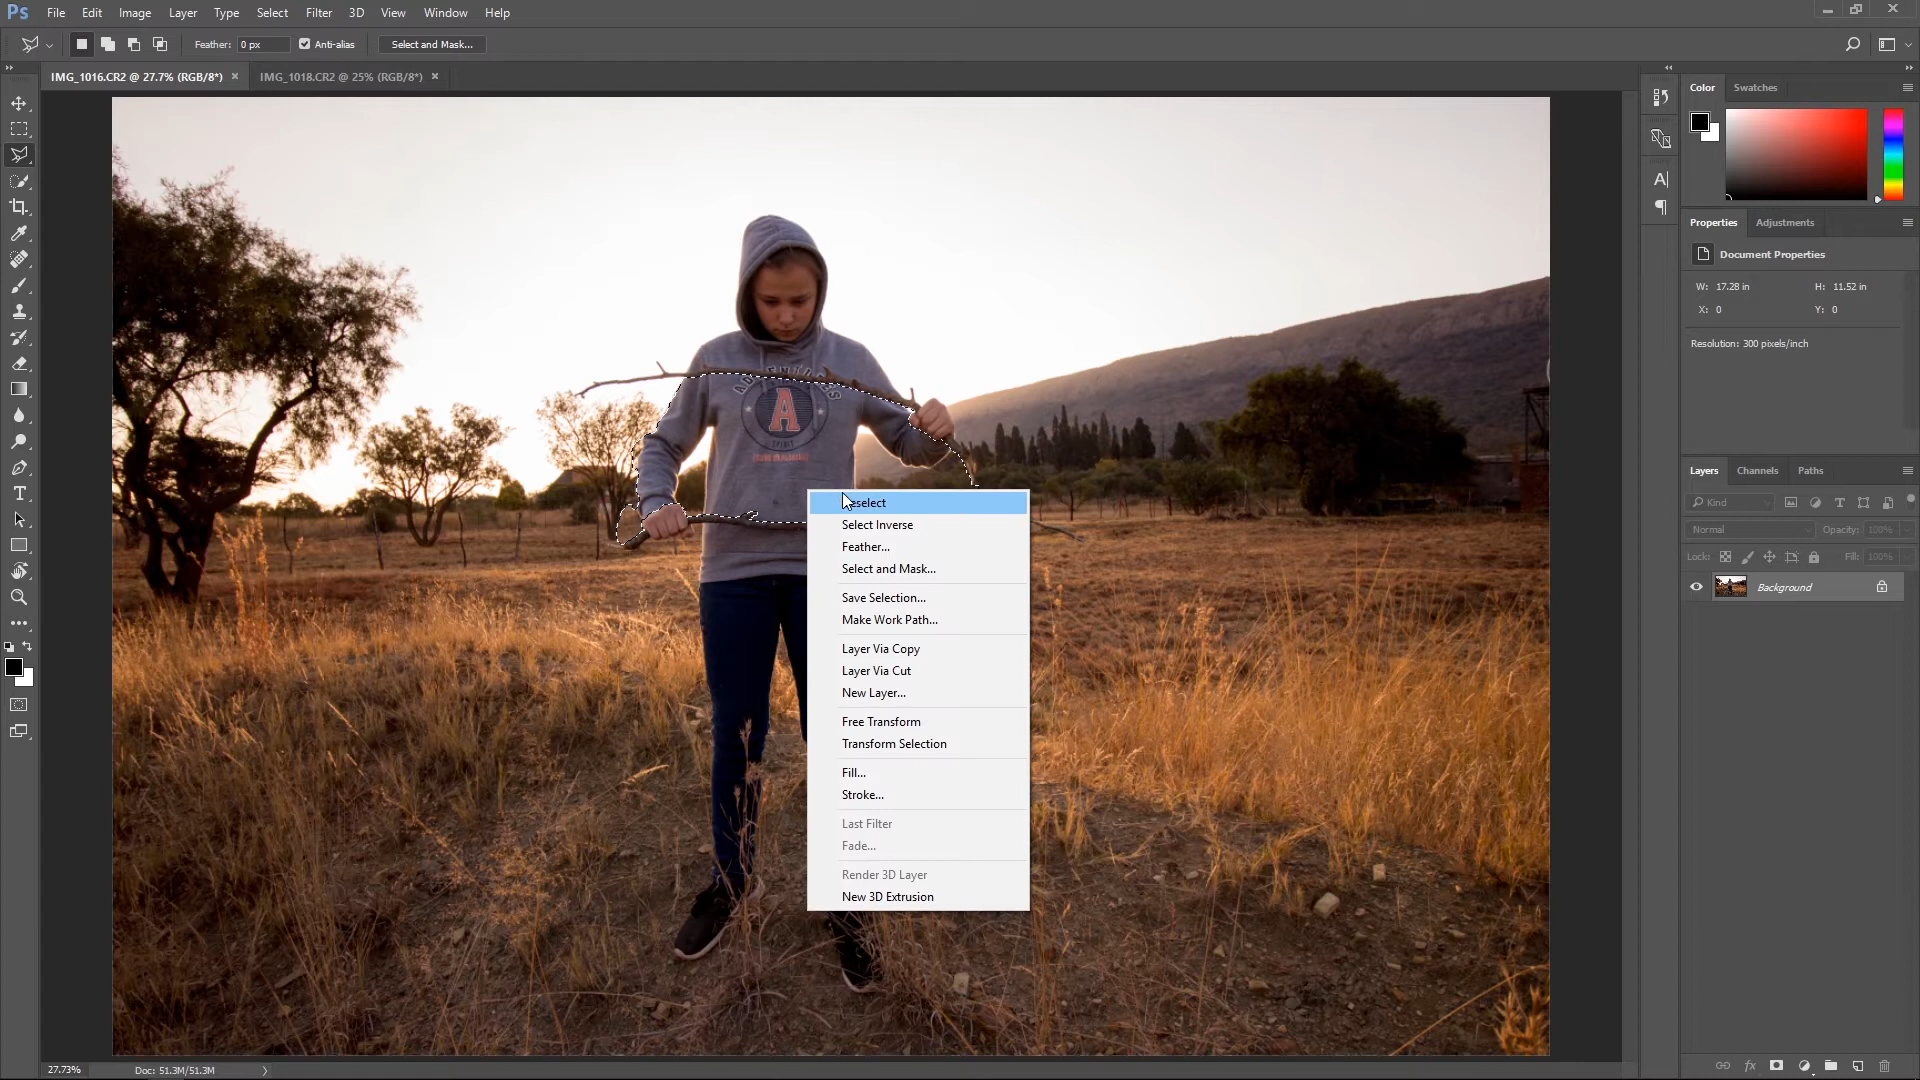 Ps File Edit Image Layer Type Select Filter 3D View Window Help
Feather: 0 px Anti-alias Select and Mask...
IMG_1016.CR2 @ 27.7% (RGB/8*) × IMG_1018.CR2 @ 25% (RGB/8*) ×
Color Swatches
Properties Adjustments
Document Properties
W: 17.28 in H: 11.52 in
X: 0 Y: 0
Resolution: 300 pixels/inch
A
SPIRIT
Deselect
Select Inverse
Feather...
Select and Mask...
Save Selection...
Make Work Path...
Layer Via Copy
Layer Via Cut
New Layer...
Free Transform
Transform Selection
Fill...
Stroke...
Last Filter
Fade...
Render 3D Layer
New 3D Extrusion
Layers Channels Paths
Kind
Normal Opacity: 100%
Lock: Fill: 100%
Background
27.73% Doc: 51.3M/51.3M